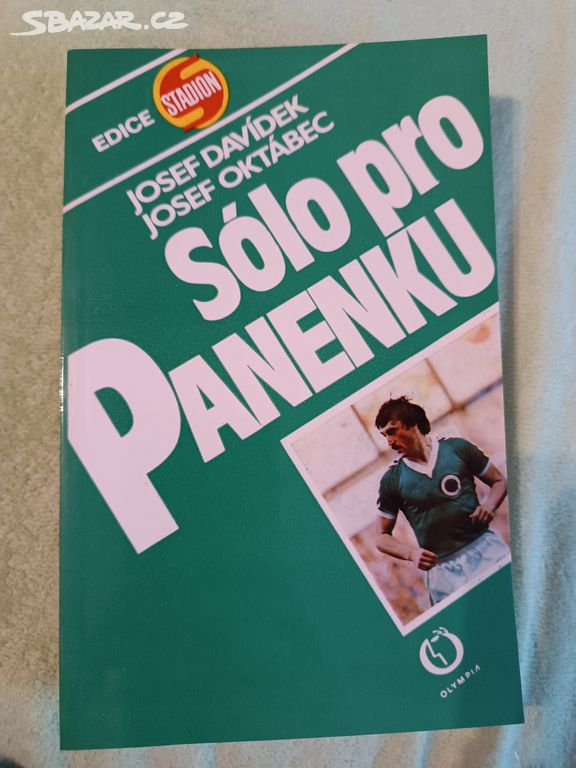 SBAZAR.CZ
EDICE STADION
JOSEF DAVÍDEK
JOSEF OKTÁBEC
Sólo pro
PANENKU
OLYMPIA